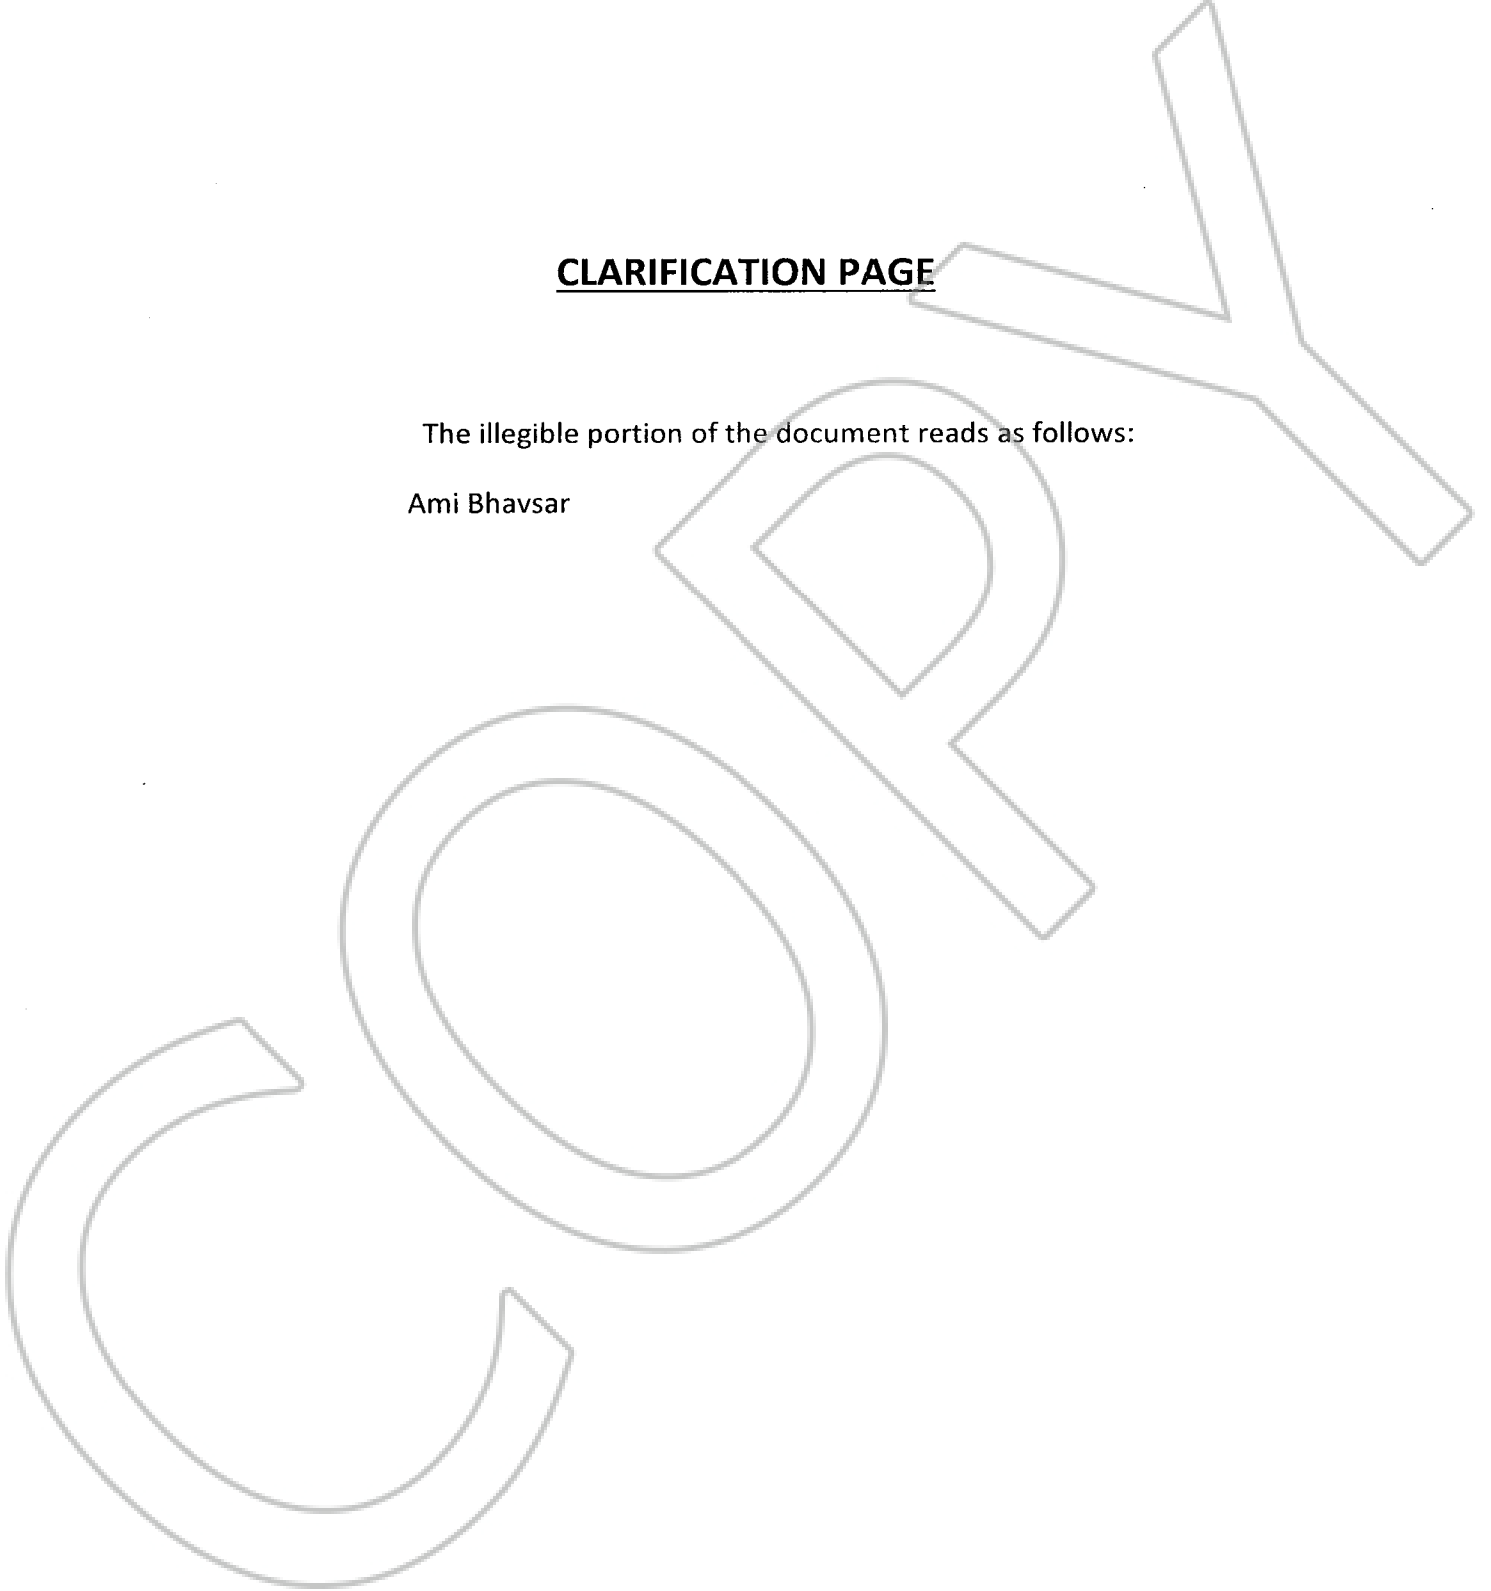 CLARIFICATION PAGE
The illegible portion of the document reads as follows:
Ami Bhavsar
COPY